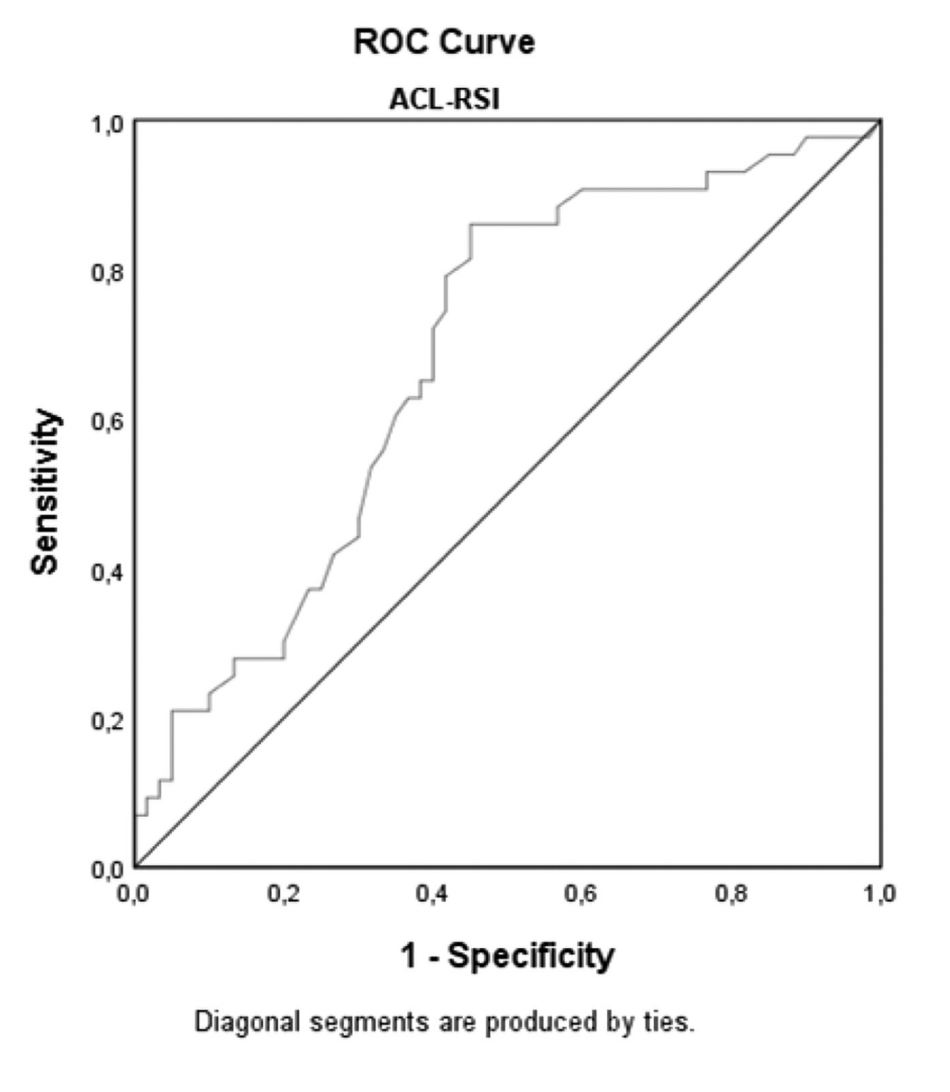 ROC Curve
ACL-RSI
1,0
0,8
0,6
0,4
0,2
0,0
Sensitivity
0,0 0,2 0,4 0,6 0,8 1,0
1 - Specificity
Diagonal segments are produced by ties.